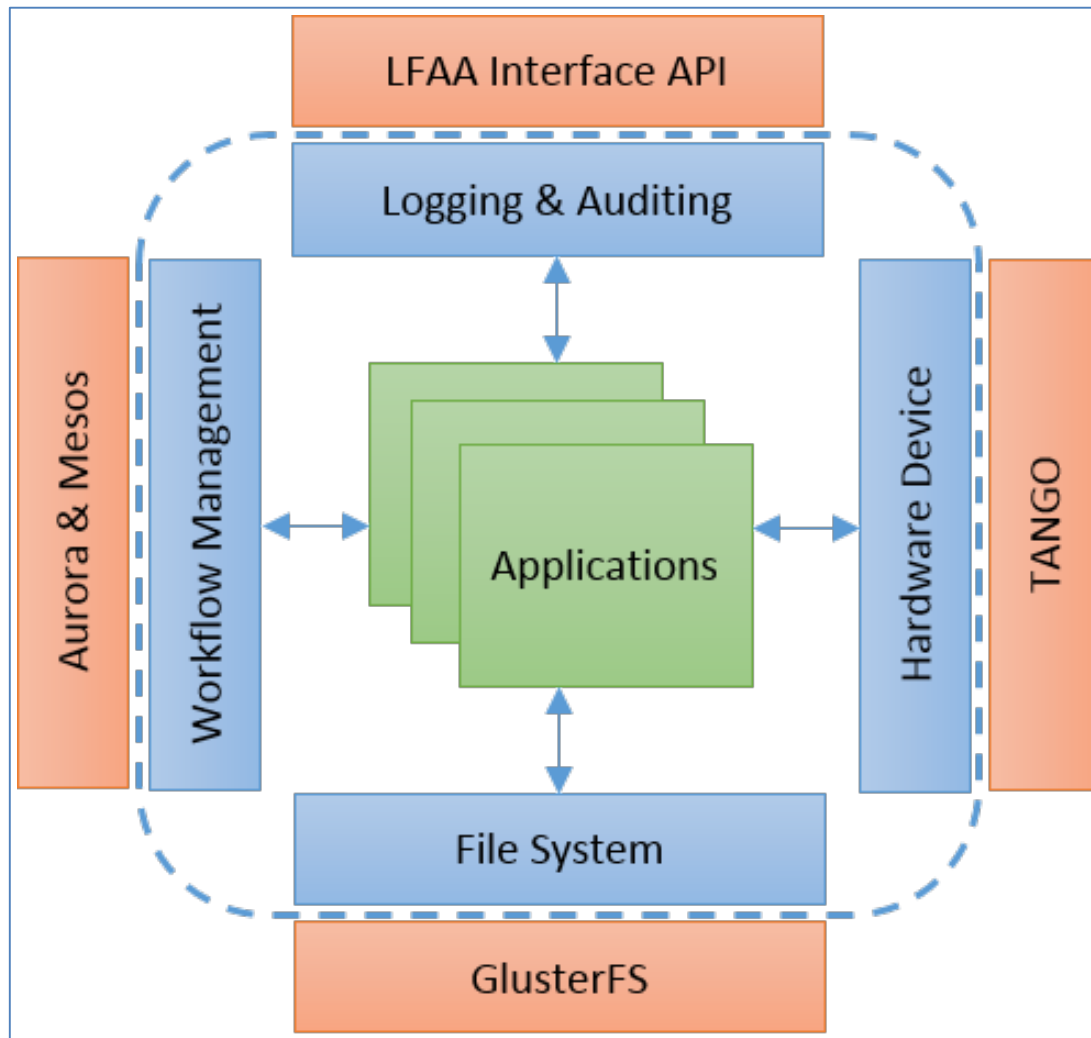 LFAA Interface API
Logging & Auditing
Aurora & Mesos
Workflow Management
Applications
Hardware Device
TANGO
File System
GlusterFS